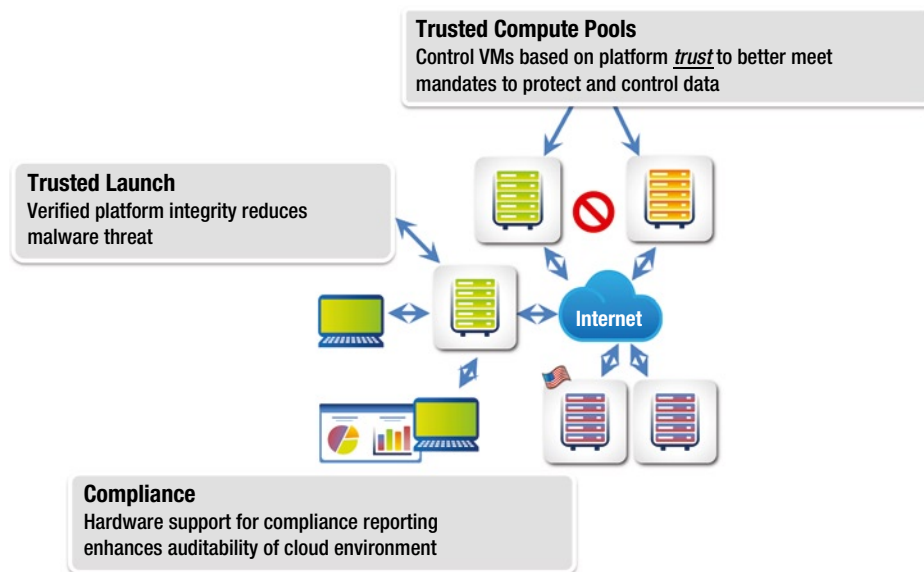 Trusted Compute Pools
Control VMs based on platform trust to better meet
mandates to protect and control data
Trusted Launch
Verified platform integrity reduces
malware threat
Internet
Compliance
Hardware support for compliance reporting
enhances auditability of cloud environment